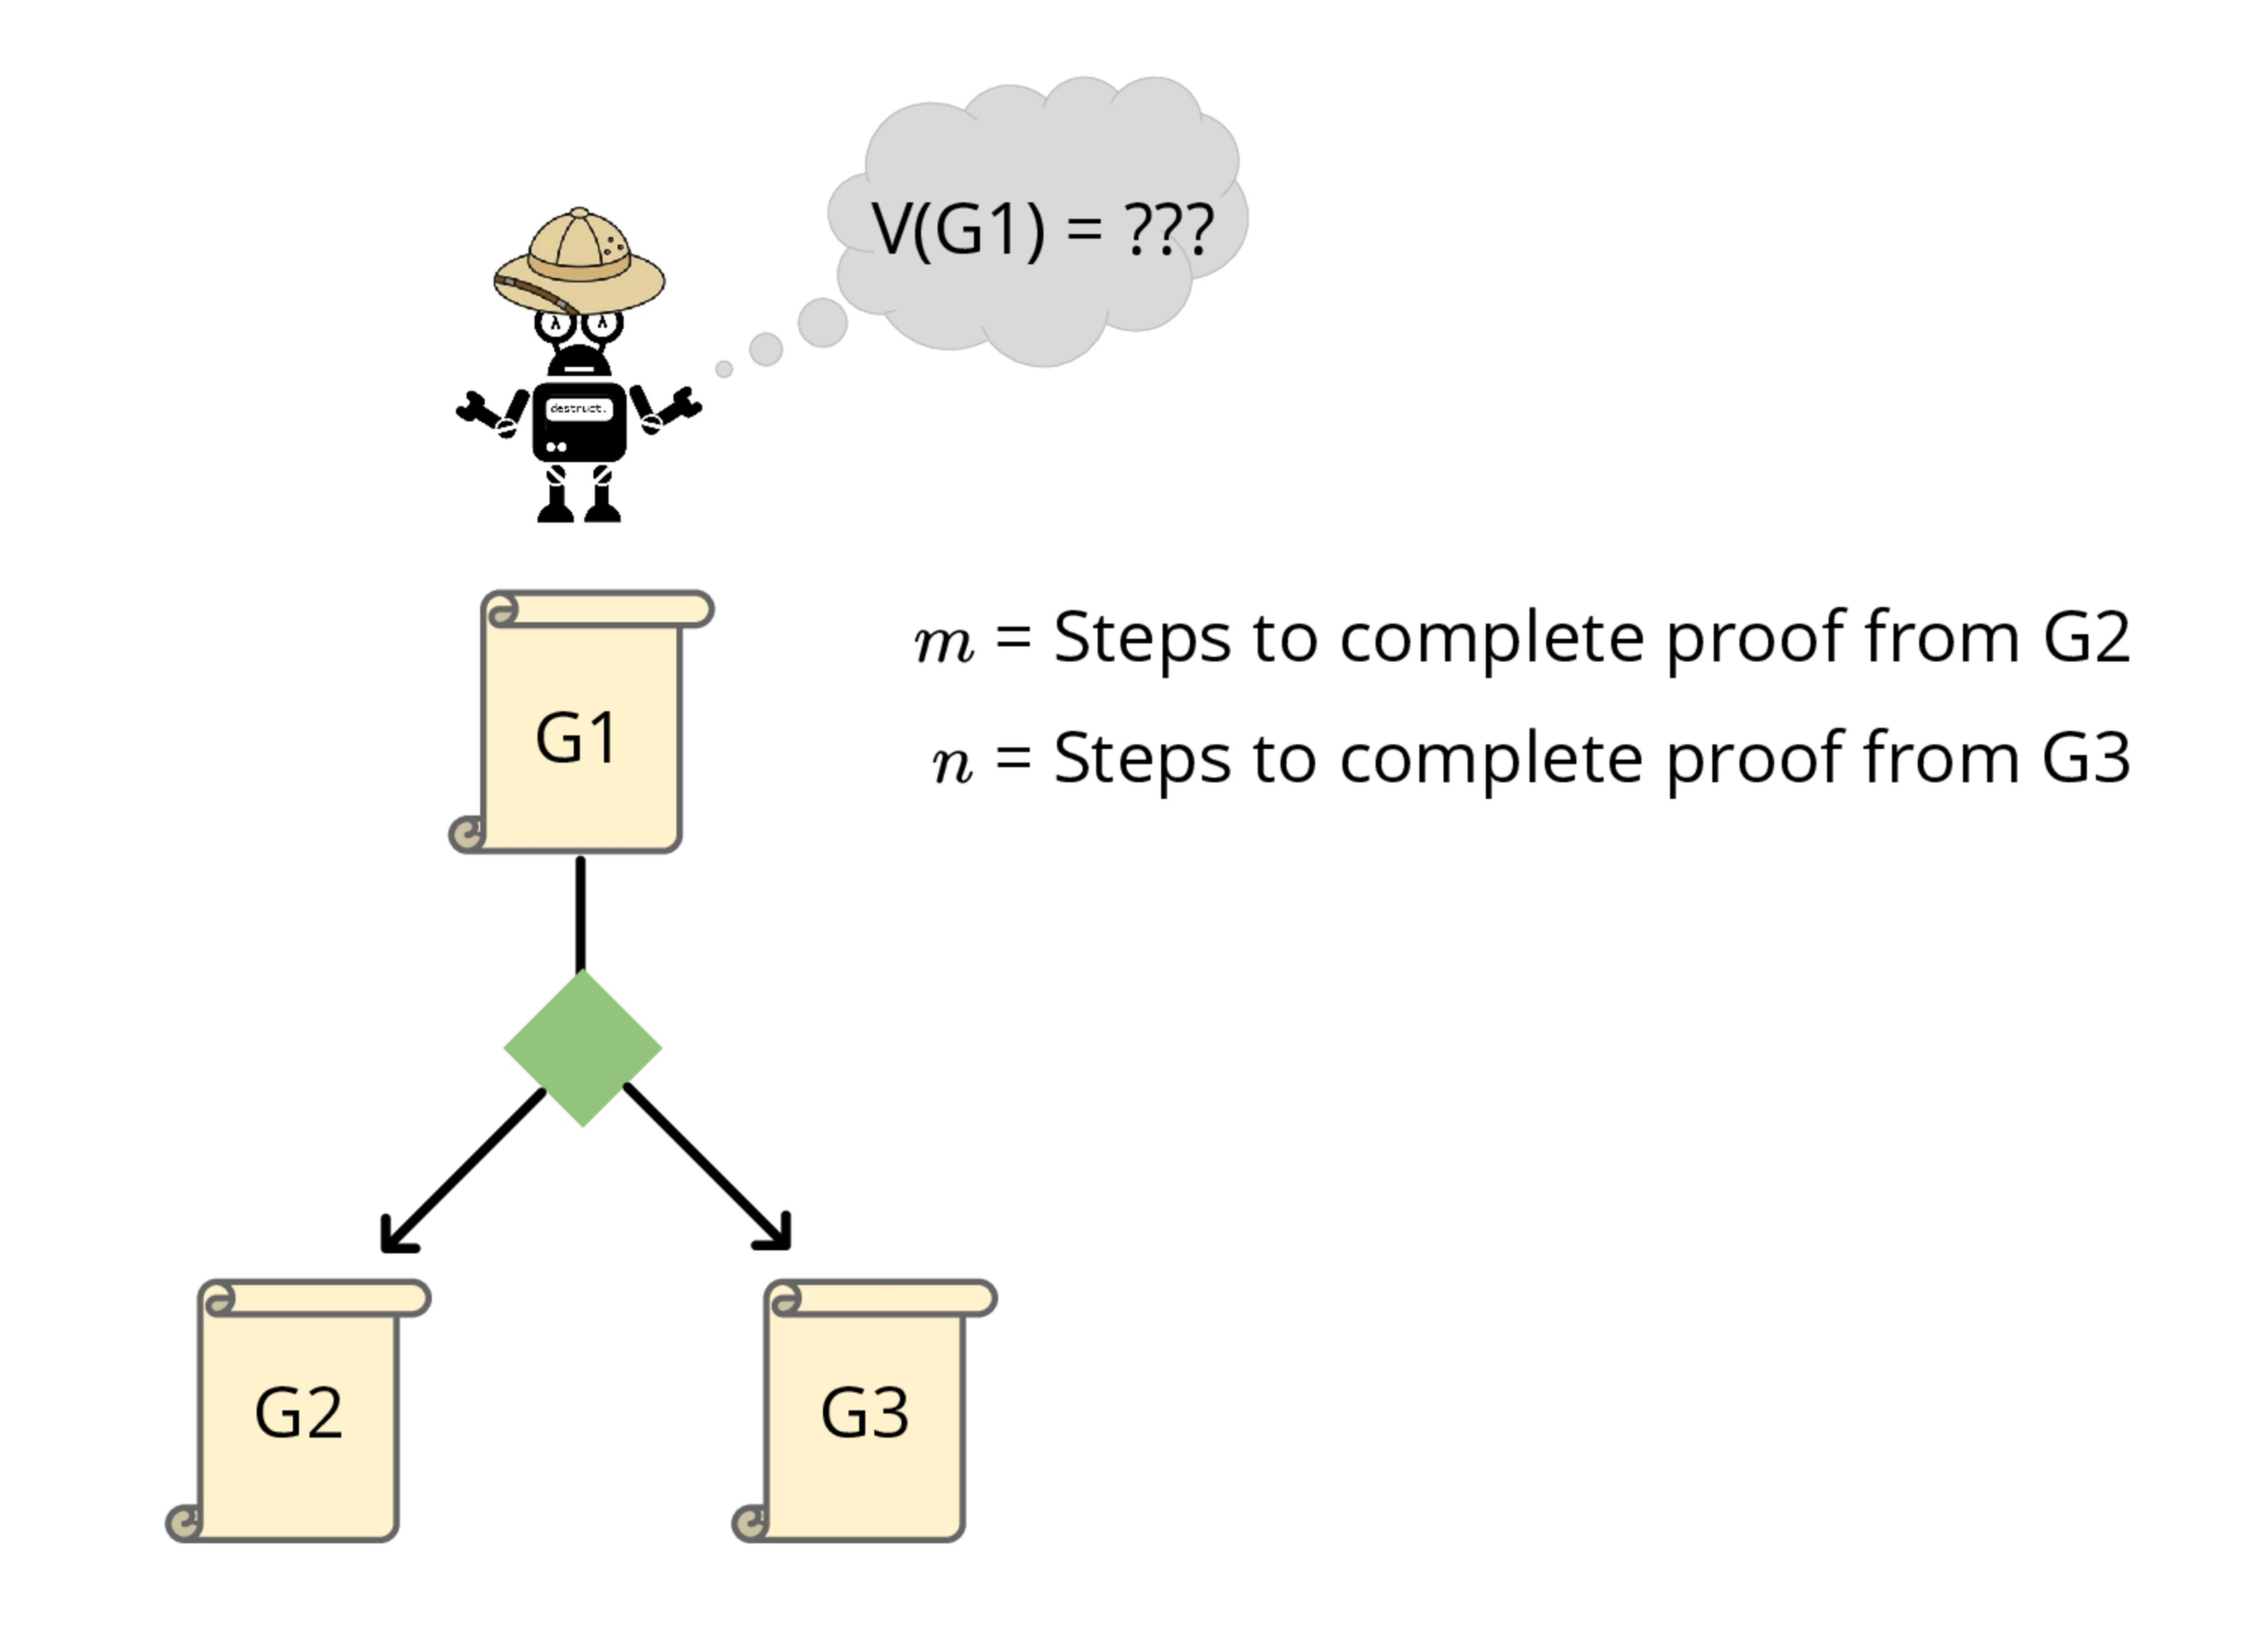 V(G1) = ???
λ λ
destruct.
m = Steps to complete proof from G2
G1
n = Steps to complete proof from G3
G2
G3